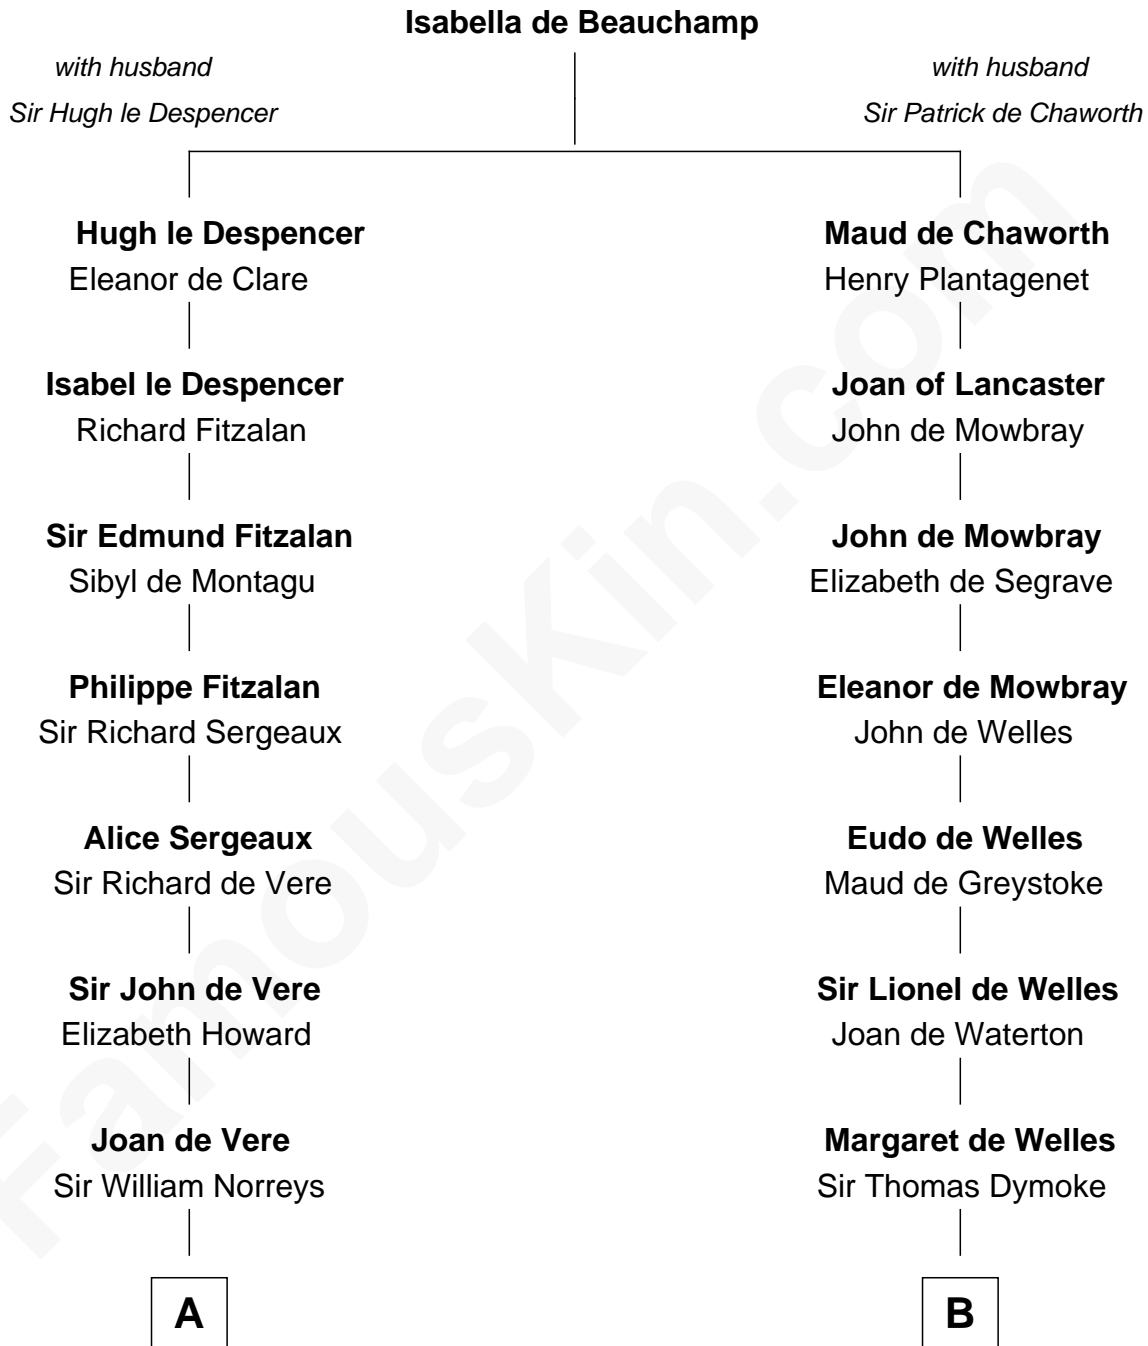 Isabella de Beauchamp
with husband
Sir Hugh le Despencer
with husband
Sir Patrick de Chaworth
Hugh le Despencer
Eleanor de Clare
Maud de Chaworth
Henry Plantagenet
Isabel le Despencer
Richard Fitzalan
Joan of Lancaster
John de Mowbray
Sir Edmund Fitzalan
Sibyl de Montagu
John de Mowbray
Elizabeth de Segrave
Philippe Fitzalan
Sir Richard Sergeaux
Eleanor de Mowbray
John de Welles
Alice Sergeaux
Sir Richard de Vere
Eudo de Welles
Maud de Greystoke
Sir John de Vere
Elizabeth Howard
Sir Lionel de Welles
Joan de Waterton
Joan de Vere
Sir William Norreys
Margaret de Welles
Sir Thomas Dymoke
A
B
FamousKin.com